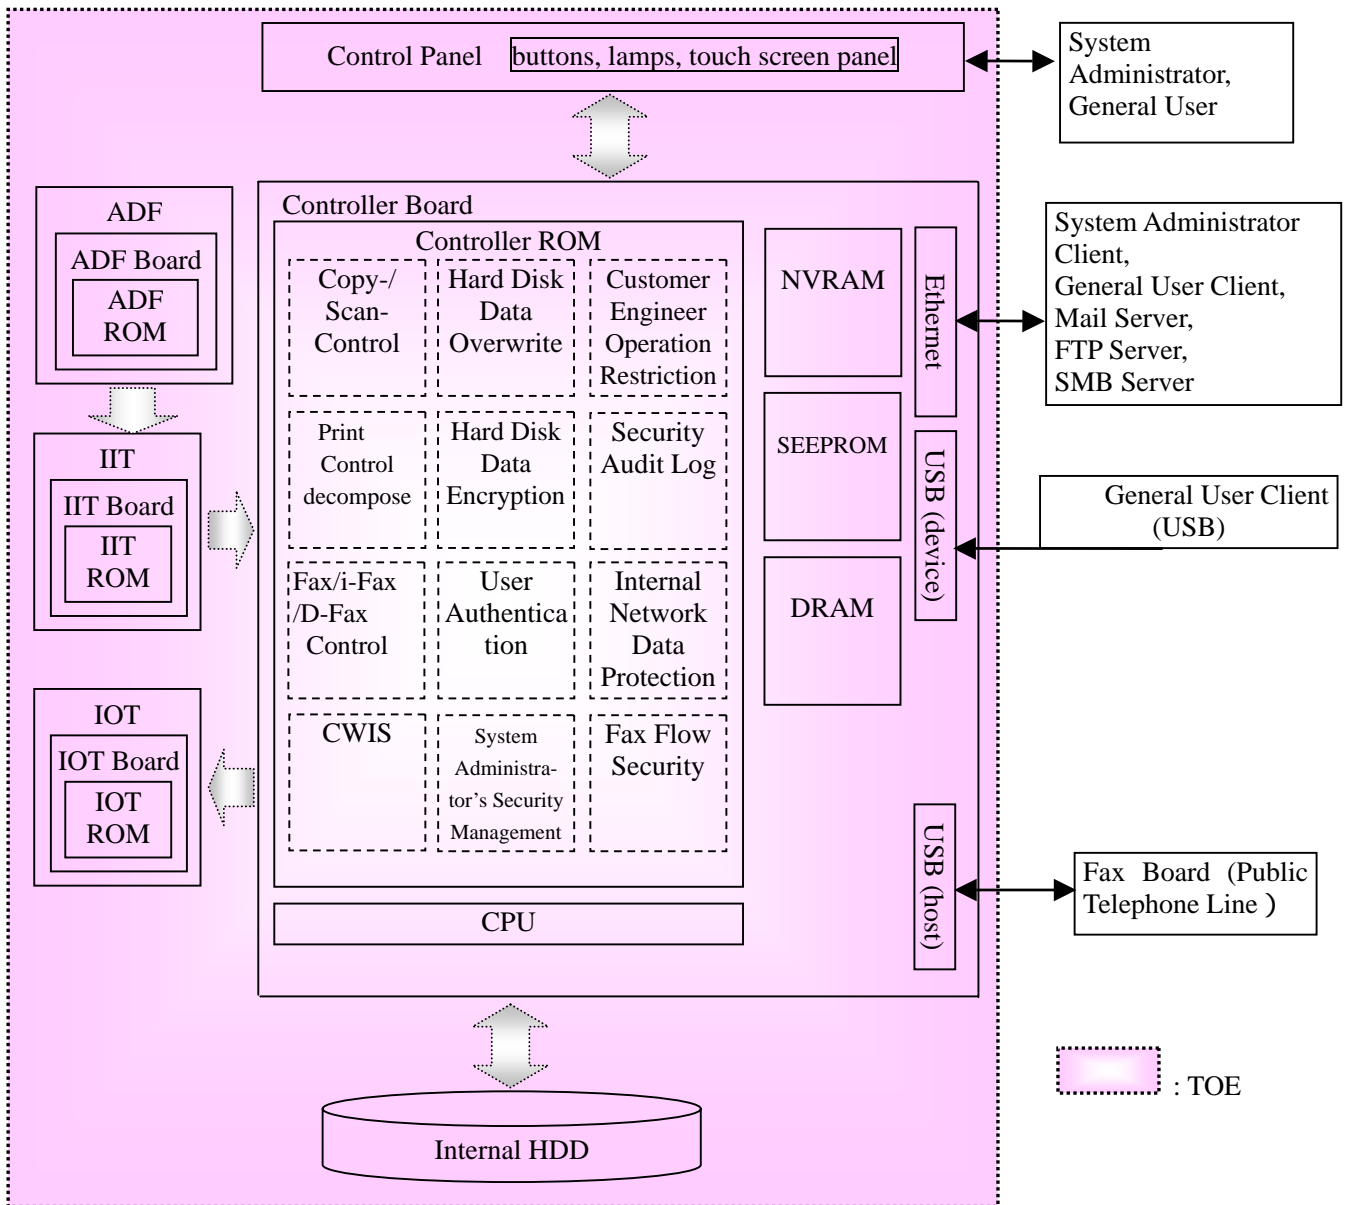 Control Panel buttons, lamps, touch screen panel
System
Administrator,
General User
ADF
ADF Board
ADF
ROM
IIT
IIT Board
IIT
ROM
IOT
IOT Board
IOT
ROM
Controller Board
Controller ROM
Copy-/
Scan-
Control
Hard Disk
Data
Overwrite
Customer
Engineer
Operation
Restriction
Print
Control
decompose
Hard Disk
Data
Encryption
Security
Audit Log
Fax/i-Fax
/D-Fax
Control
User
Authentica
tion
Internal
Network
Data
Protection
CWIS
System
Administra-
tor's Security
Management
Fax Flow
Security
CPU
NVRAM
SEEPROM
DRAM
Ethernet
USB (device)
USB (host)
System Administrator
Client,
General User Client,
Mail Server,
FTP Server,
SMB Server
General User Client
(USB)
Fax Board (Public
Telephone Line )
Internal HDD
: TOE